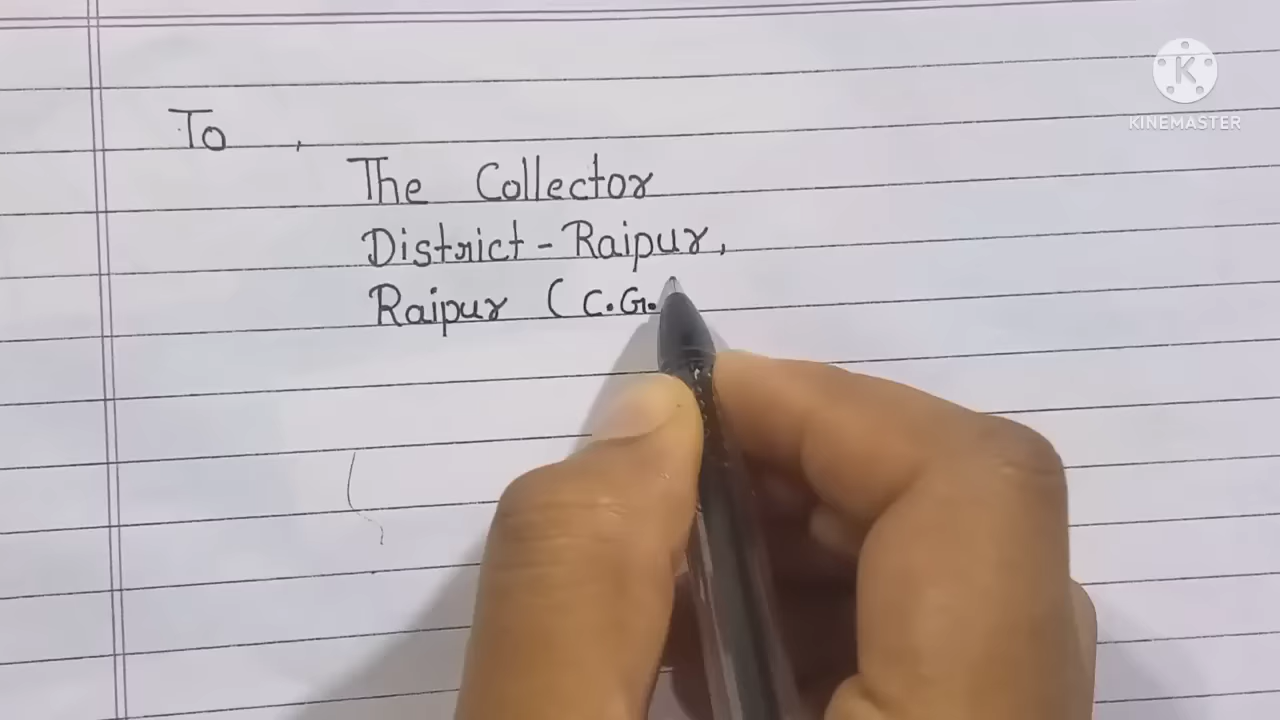 To,
The Collector
District - Raipur,
Raipur (C.G.
K
KINEMASTER